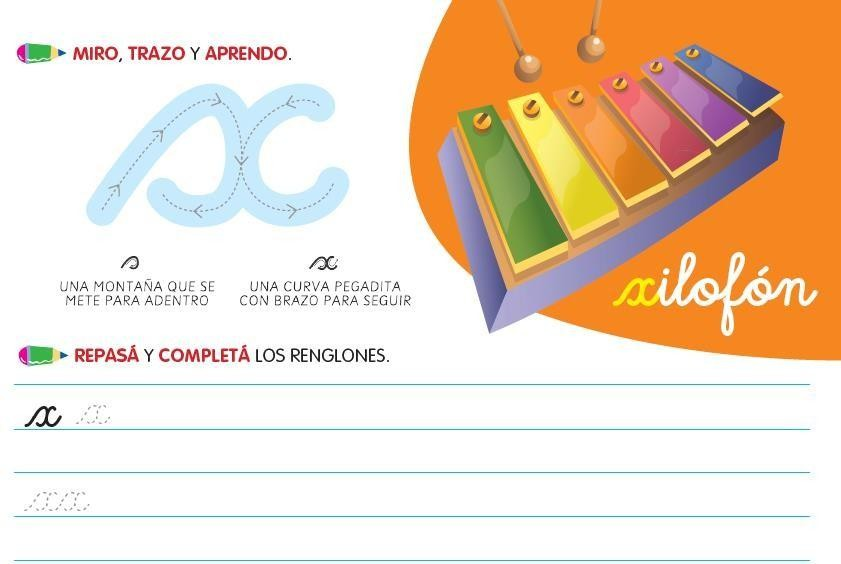 MIRO, TRAZO Y APRENDO.
x
UNA MONTAÑA QUE SE
METE PARA ADENTRO
x
UNA CURVA PEGADITA
CON BRAZO PARA SEGUIR
xilofón
REPASÁ Y COMPLETÁ LOS RENGLONES.
x x
xx